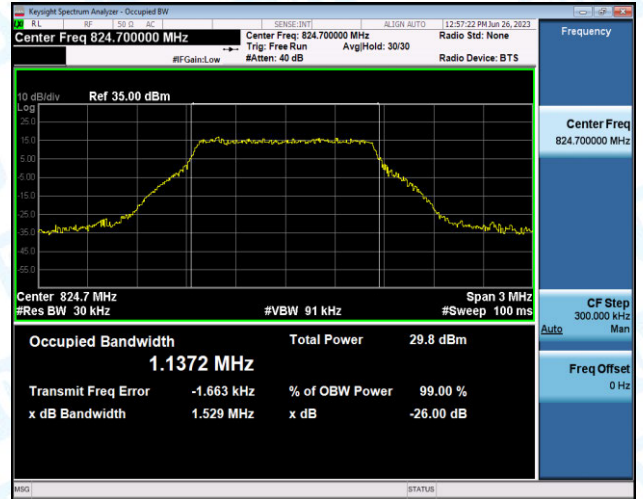 Keysight Spectrum Analyzer - Occupied BW
RL RF 50 Ω AC SENSE:INT ALIGN AUTO 12:57:22 PM Jun 26, 2023
Center Freq 824.700000 MHz
Center Freq: 824.700000 MHz
Radio Std: None
Trig: Free Run Avg|Hold: 30/30
#IFGain:Low
#Atten: 40 dB
Radio Device: BTS
10 dB/div
Ref 35.00 dBm
Log
25.0
15.0
5.00
-5.00
-15.0
-25.0
-35.0
-45.0
-55.0
Center 824.7 MHz
Span 3 MHz
#Res BW 30 kHz
#VBW 91 kHz
#Sweep 100 ms
Occupied Bandwidth
Total Power 29.8 dBm
1.1372 MHz
Transmit Freq Error -1.663 kHz
% of OBW Power 99.00 %
x dB Bandwidth 1.529 MHz
x dB -26.00 dB
MSG
STATUS
Frequency
Center Freq
824.700000 MHz
CF Step
300.000 kHz
Auto Man
Freq Offset
0 Hz